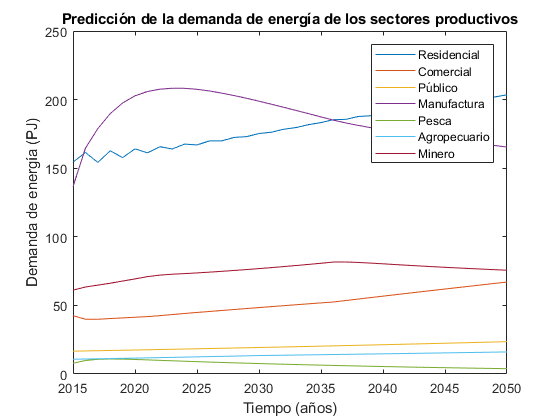 Predicción de la demanda de energía de los sectores productivos
250
200
150
100
50
0
Demanda de energía (PJ)
Residencial
Comercial
Público
Manufactura
Pesca
Agropecuario
Minero
2015 2020 2025 2030 2035 2040 2045 2050
Tiempo (años)